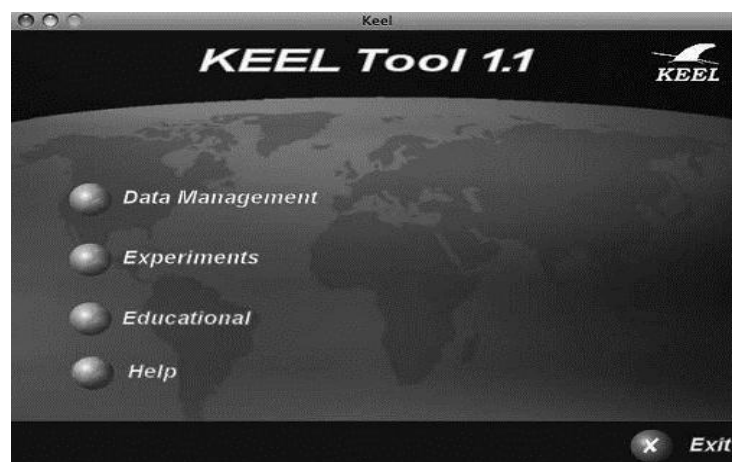 Keel
KEEL Tool 1.1
KEEL
Data Management
Experiments
Educational
Help
X Exit